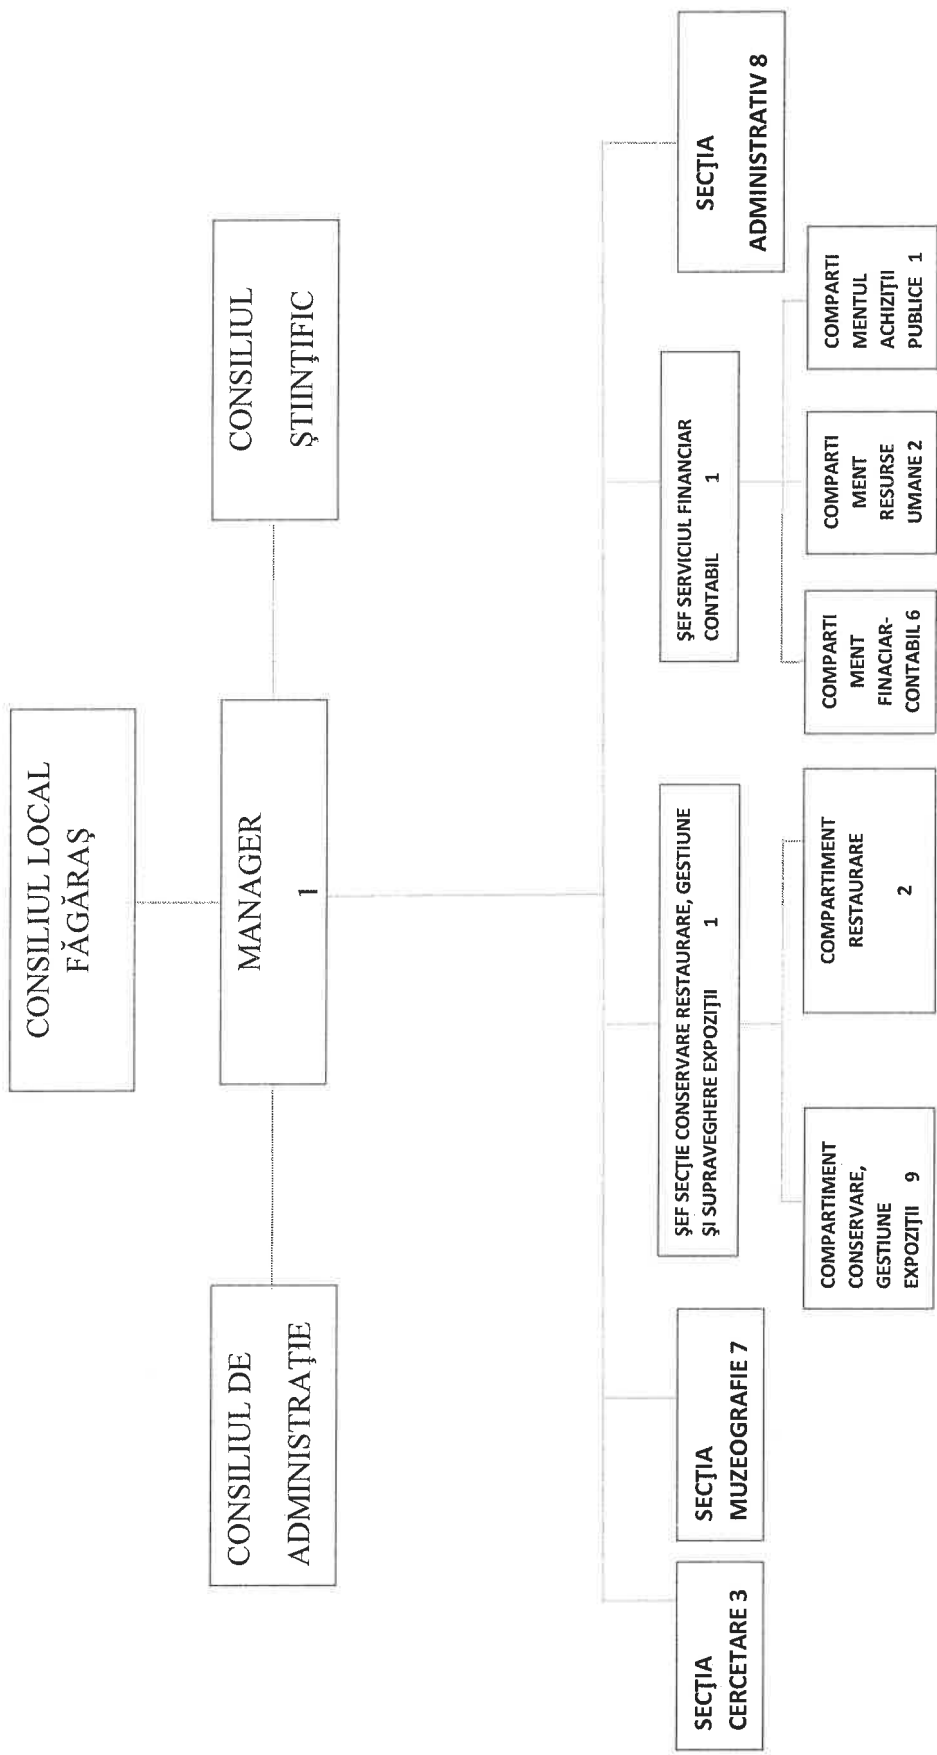 CONSILIUL LOCAL
FĂGĂRAŞ
CONSILIUL DE
ADMINISTRAŢIE
MANAGER
1
CONSILIUL
ŞTIINŢIFIC
SECŢIA
CERCETARE 3
SECŢIA
MUZEOGRAFIE 7
ŞEF SECŢIE CONSERVARE RESTAURARE, GESTIUNE
ŞI SUPRAVEGHERE EXPOZIŢII 1
ŞEF SERVICIUL FINANCIAR
CONTABIL 1
SECŢIA
ADMINISTRATIV 8
COMPARTIMENT
CONSERVARE,
GESTIUNE
EXPOZIŢII 9
COMPARTIMENT
RESTAURARE
2
COMPARTI
MENT
FINACIAR-
CONTABIL 6
COMPARTI
MENT
RESURSE
UMANE 2
COMPARTI
MENTUL
ACHIZIŢII
PUBLICE 1